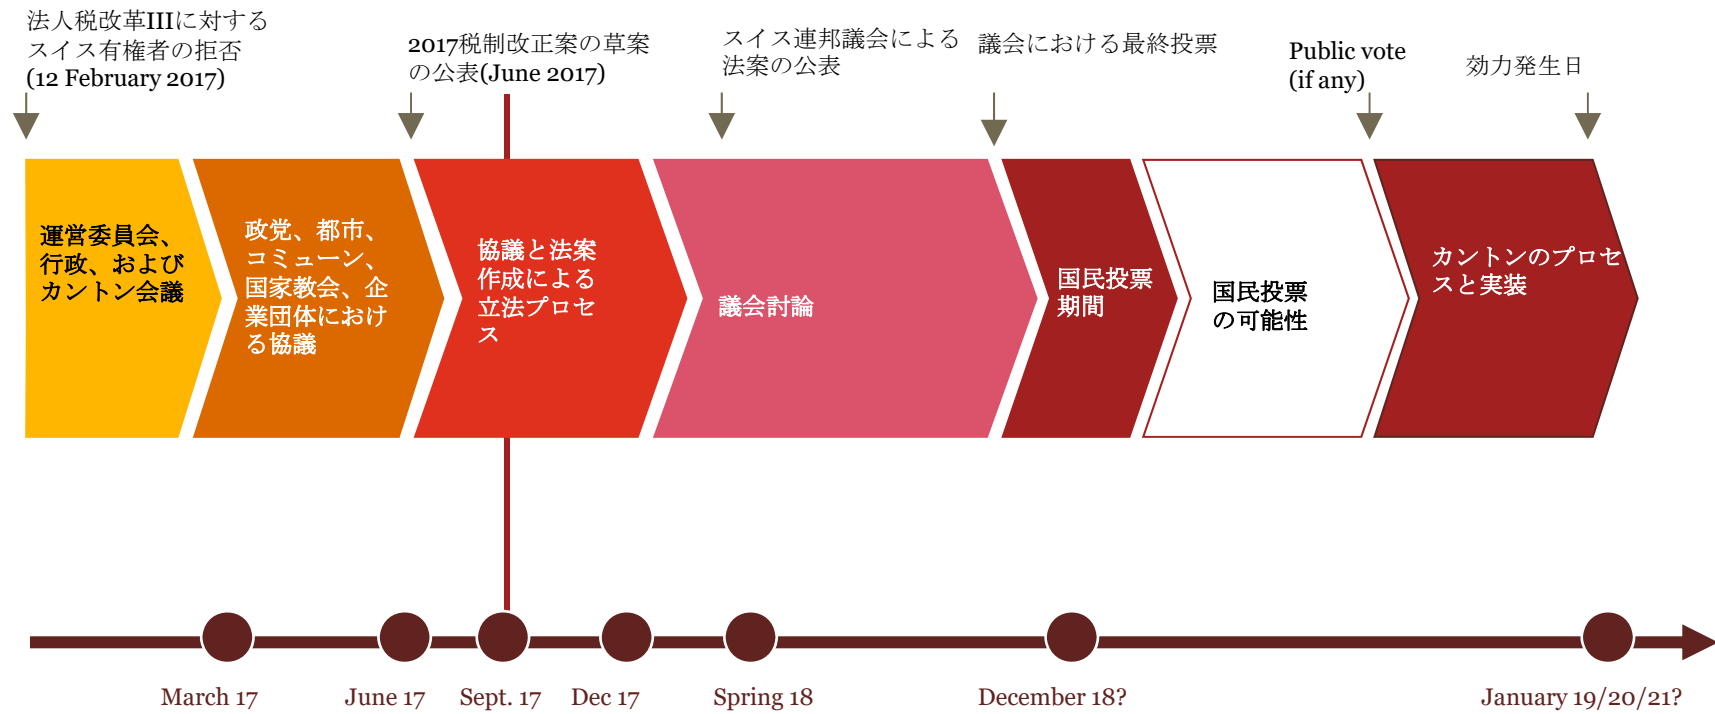 法人税改革IIIに対する
スイス有権者の拒否
(12 February 2017)
2017税制改正案の草案
の公表(June 2017)
スイス連邦議会による
法案の公表
議会における最終投票
Public vote
(if any)
効力発生日
運営委員会、
行政、および
カントン会議
政党、都市、
コミューン、
国家教会、企
業団体におけ
る協議
協議と法案
作成による
立法プロセ
ス
議会討論
国民投票
期間
国民投票
の可能性
カントンのプロセ
スと実装
March 17
June 17
Sept. 17
Dec 17
Spring 18
December 18?
January 19/20/21?